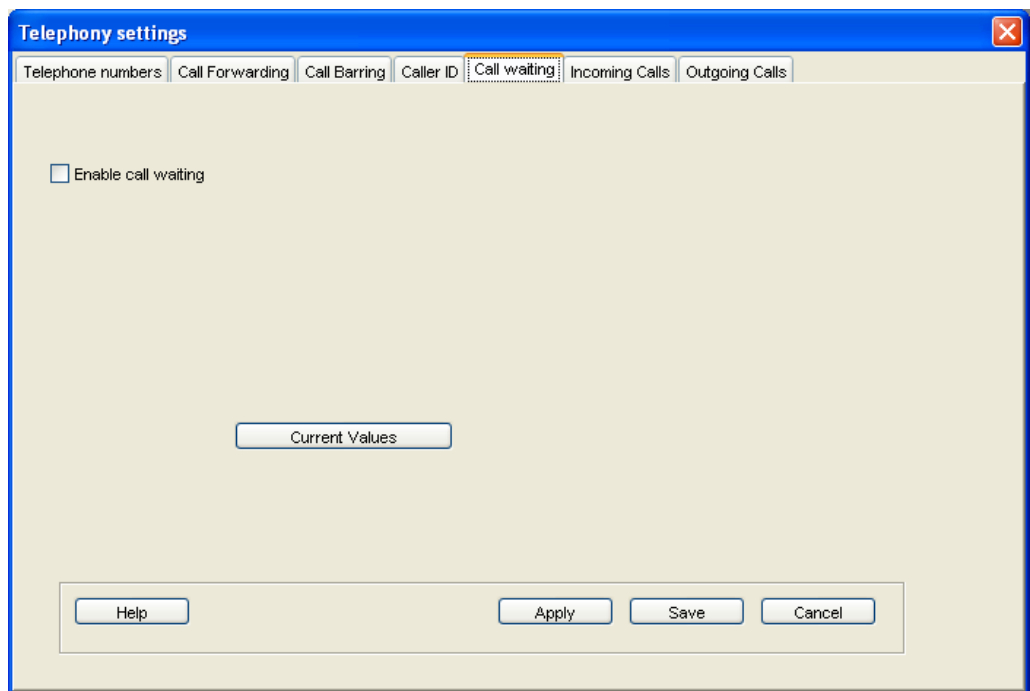 Telephony settings
Telephone numbers Call Forwarding Call Barring Caller ID Call waiting Incoming Calls Outgoing Calls
Enable call waiting
Current Values
Help Apply Save Cancel